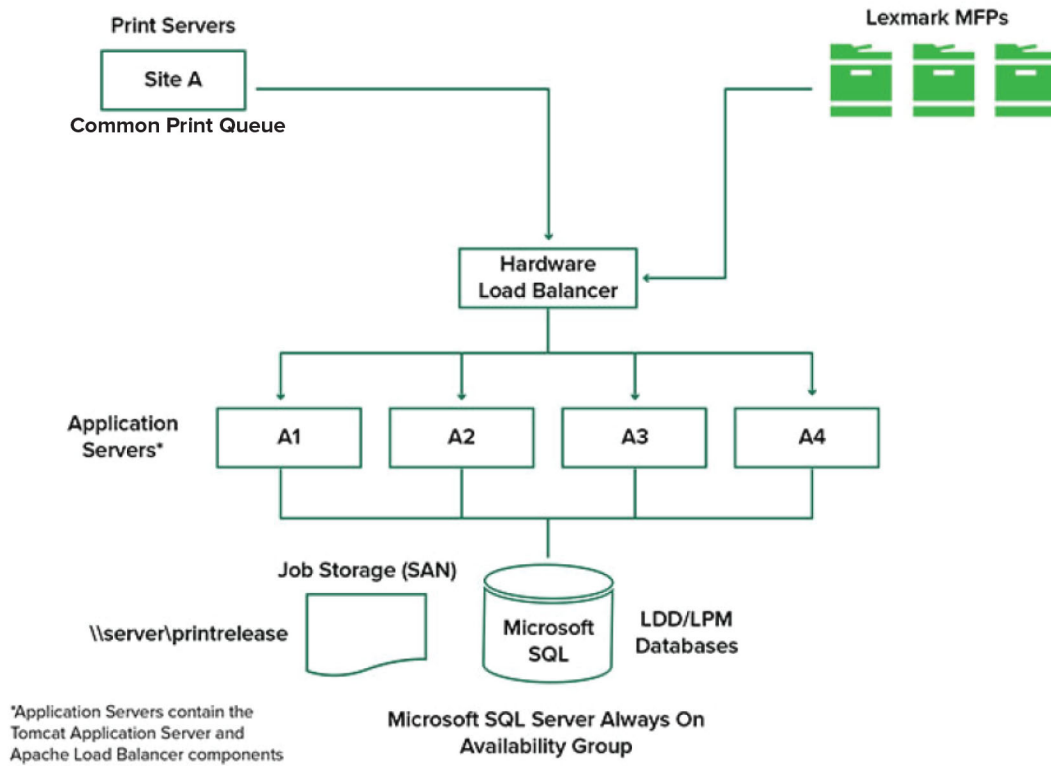 Print Servers
Site A
Common Print Queue
Lexmark MFPs
Hardware
Load Balancer
Application
Servers*
A1
A2
A3
A4
Job Storage (SAN)
\\server\printrelease
Microsoft
SQL
LDD/LPM
Databases
*Application Servers contain the
Tomcat Application Server and
Apache Load Balancer components
Microsoft SQL Server Always On
Availability Group